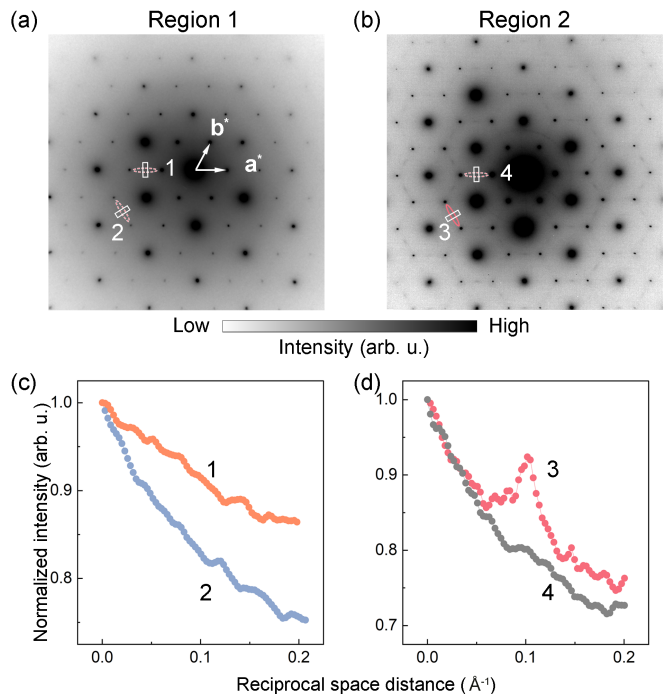 (a) Region 1
(b) Region 2
b*
a*
1
2
4
3
Low High
Intensity (arb. u.)
(c)
(d)
Normalized intensity (arb. u.)
1.0
0.9
0.8
1
2
0.0 0.1 0.2
1.0
0.9
0.8
0.7
3
4
0.0 0.1 0.2
Reciprocal space distance (Å⁻¹)